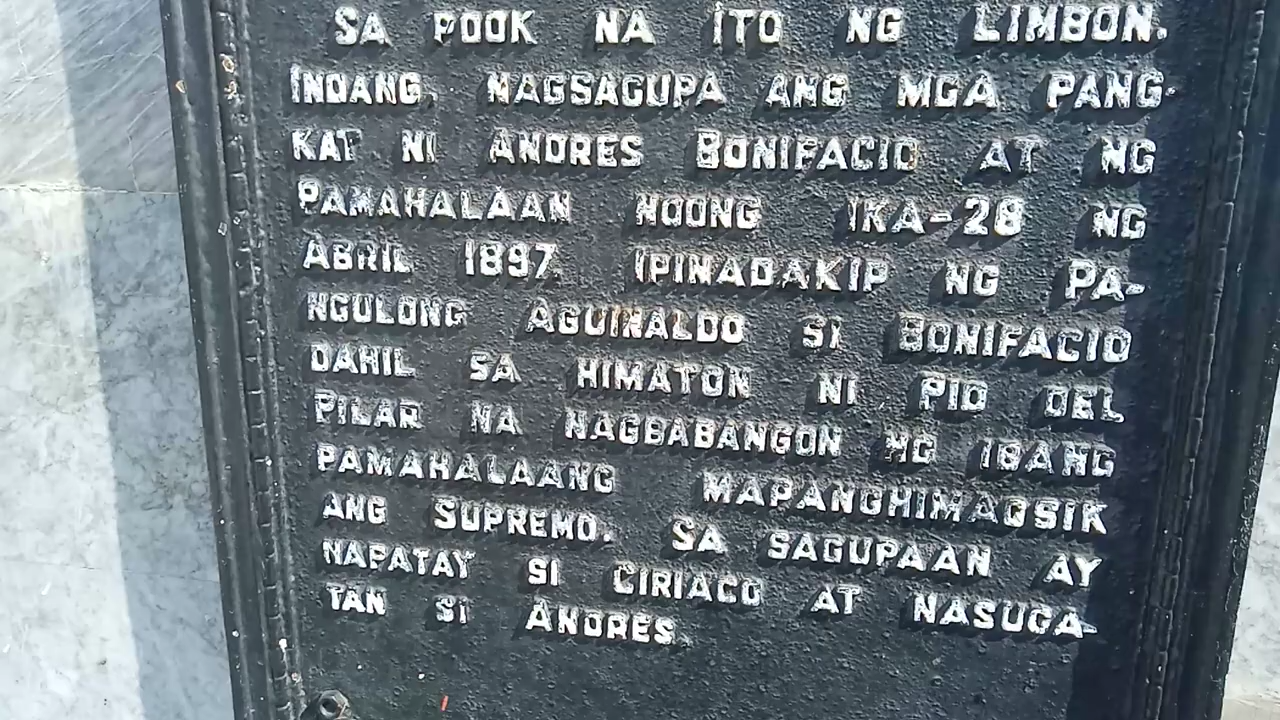 SA POOK NA ITO NG LIMBON,
INDANG, NAGSAGUPA ANG MGA PANG-
KAT NI ANDRES BONIFACIO AT NG
PAMAHALAAN NOONG IKA-28 NG
ABRIL 1897. IPINADAKIP NG PA-
NGULONG AGUINALDO SI BONIFACIO
DAHIL SA HIMATON NI PIO DEL
PILAR NA NAGBABANGON NG IBANG
PAMAHALAANG MAPANGHIMAGSIK
ANG SUPREMO. SA SAGUPAAN AY
NAPATAY SI CIRIACO AT NASUGA-
TAN SI ANDRES.